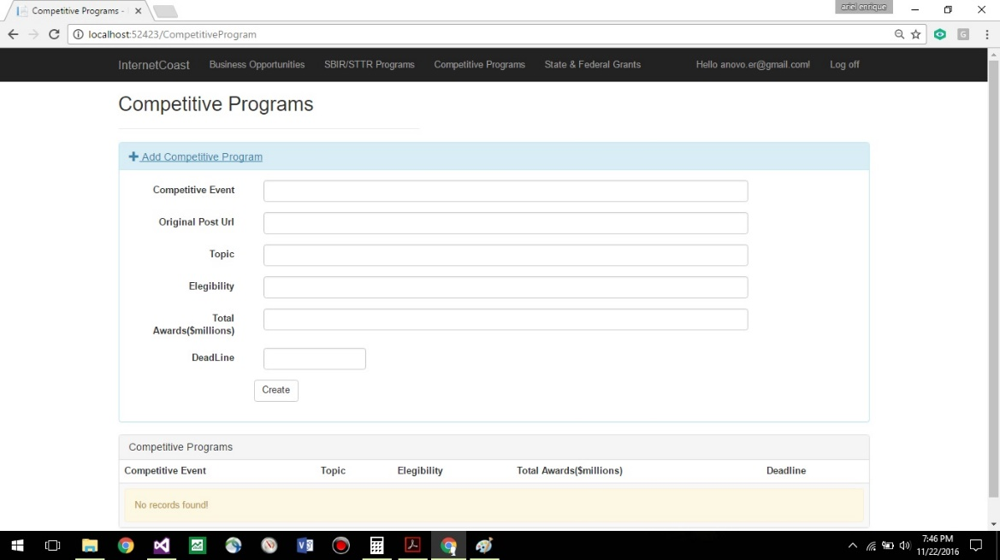 Competitive Programs -
ariel enrique
localhost:52423/CompetitiveProgram
InternetCoast Business Opportunities SBIR/STTR Programs Competitive Programs State & Federal Grants Hello anovo.er@gmail.com! Log off
Competitive Programs
Add Competitive Program
Competitive Event
Original Post Url
Topic
Elegibility
Total
Awards($millions)
DeadLine
Create
Competitive Programs
Competitive Event Topic Elegibility Total Awards($millions) Deadline
No records found!
7:46 PM
11/22/2016